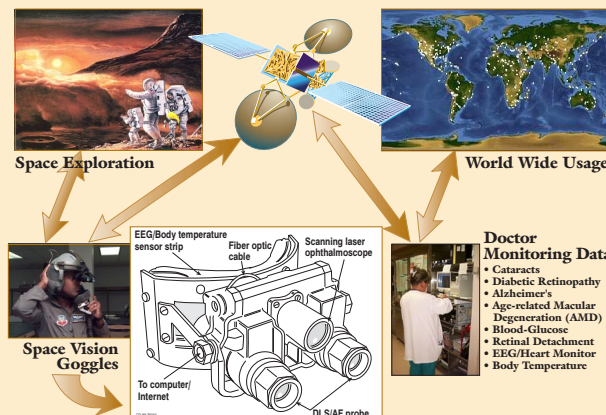 Space Exploration
World Wide Usage
EEG/Body temperature
sensor strip
Fiber optic
cable
Scanning laser
ophthalmoscope
To computer/
Internet
DLS/AF probe
Space Vision
Goggles
Doctor
Monitoring Data
• Cataracts
• Diabetic Retinopathy
• Alzheimer's
• Age-related Macular
Degeneration (AMD)
• Blood-Glucose
• Retinal Detachment
• EEG/Heart Monitor
• Body Temperature